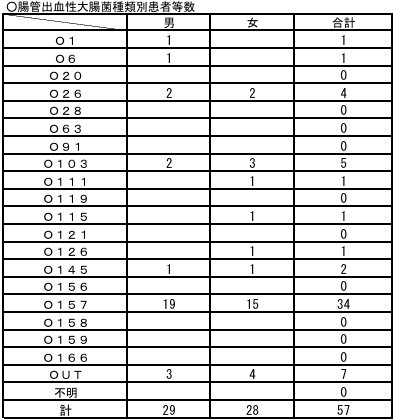 〇腸管出血性大腸菌種類別患者等数
男 女 合計
Ｏ１ 1 1
Ｏ６ 1 1
Ｏ２０ 0
Ｏ２６ 2 2 4
Ｏ２８ 0
Ｏ６３ 0
Ｏ９１ 0
Ｏ１０３ 2 3 5
Ｏ１１１ 1 1
Ｏ１１９ 0
Ｏ１１５ 1 1
Ｏ１２１ 0
Ｏ１２６ 1 1
Ｏ１４５ 1 1 2
Ｏ１５６ 0
Ｏ１５７ 19 15 34
Ｏ１５８ 0
Ｏ１５９ 0
Ｏ１６６ 0
ＯＵＴ 3 4 7
不明 0
計 29 28 57